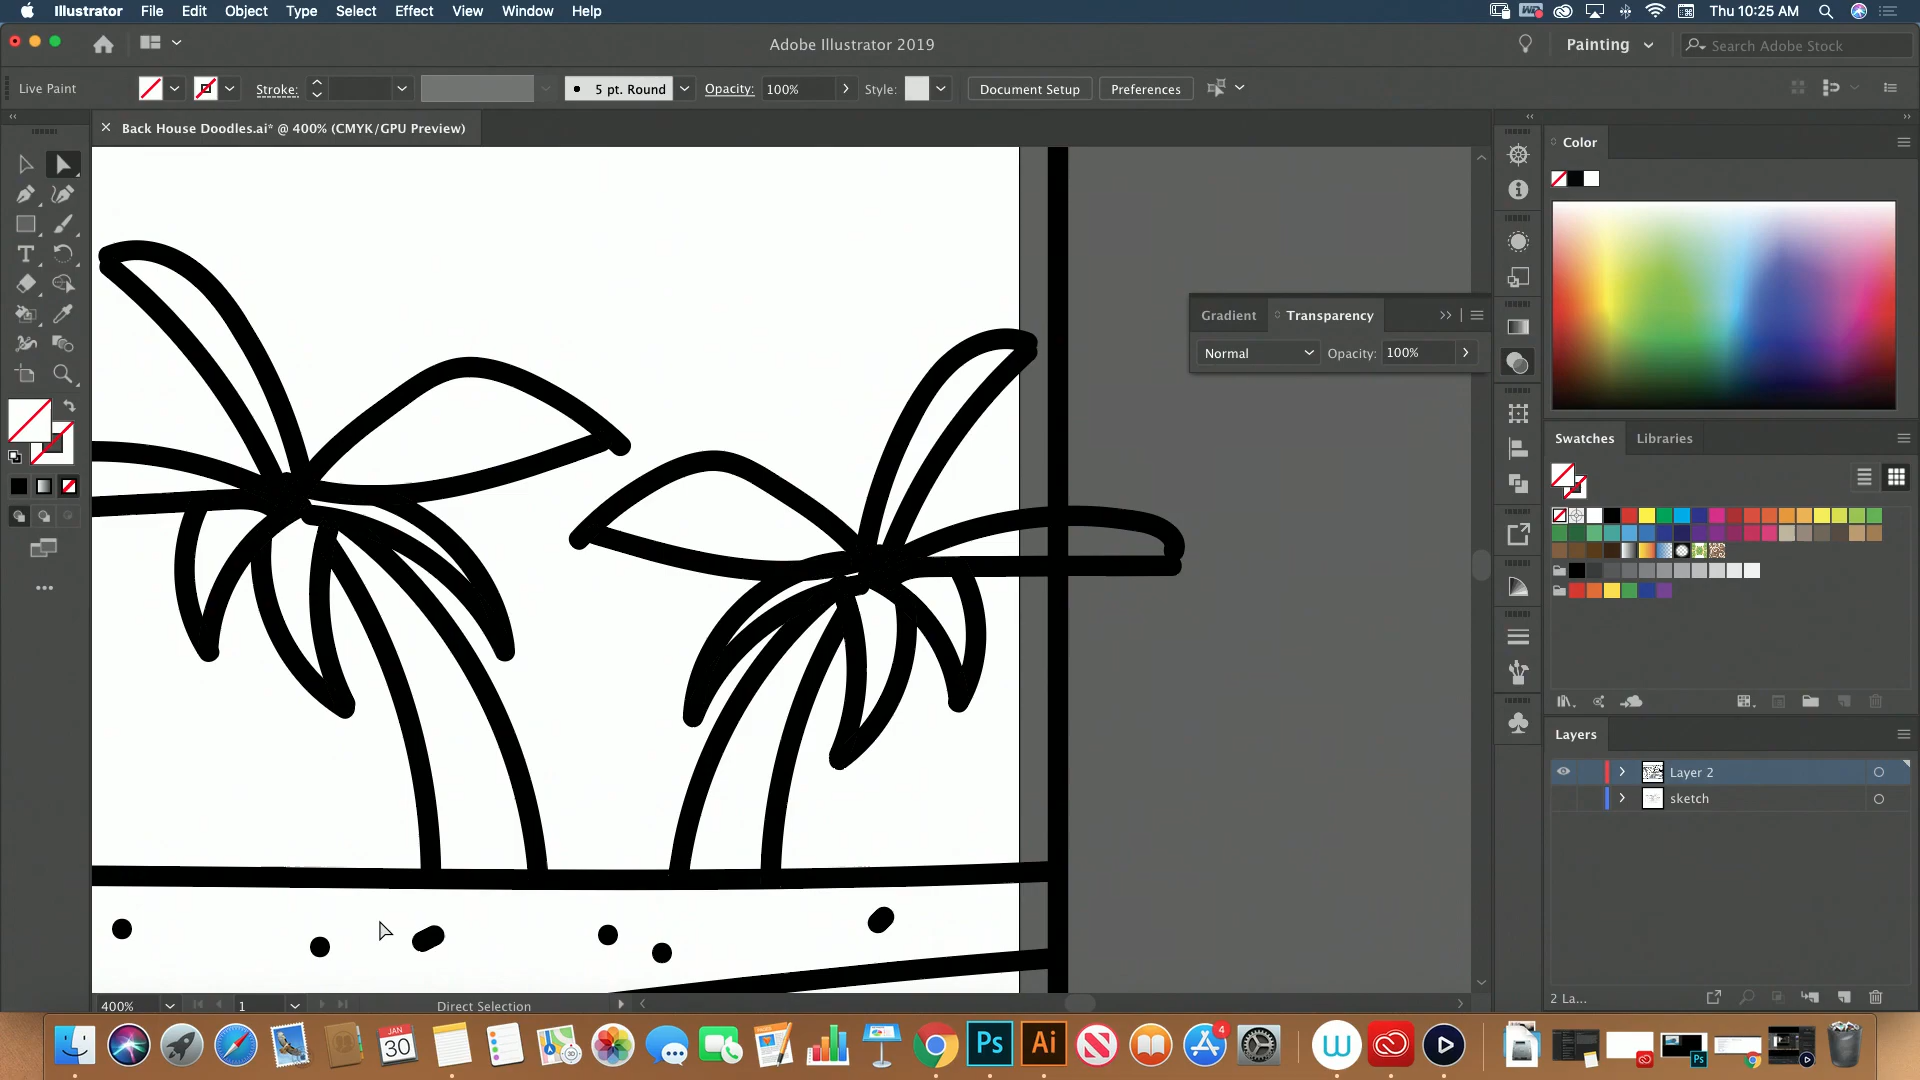 Illustrator File Edit Object Type Select Effect View Window Help
Thu 10:25 AM
Adobe Illustrator 2019
Painting
Search Adobe Stock
Live Paint
Stroke:
5 pt. Round
Opacity:
100%
Style:
Document Setup
Preferences
Back House Doodles.ai* @ 400% (CMYK/GPU Preview)
Color
Gradient
Transparency
Normal
Opacity:
100%
Swatches
Libraries
Layers
Layer 2
sketch
2 La...
400%
1
Direct Selection
JAN
30
Ps
Ai
4
W